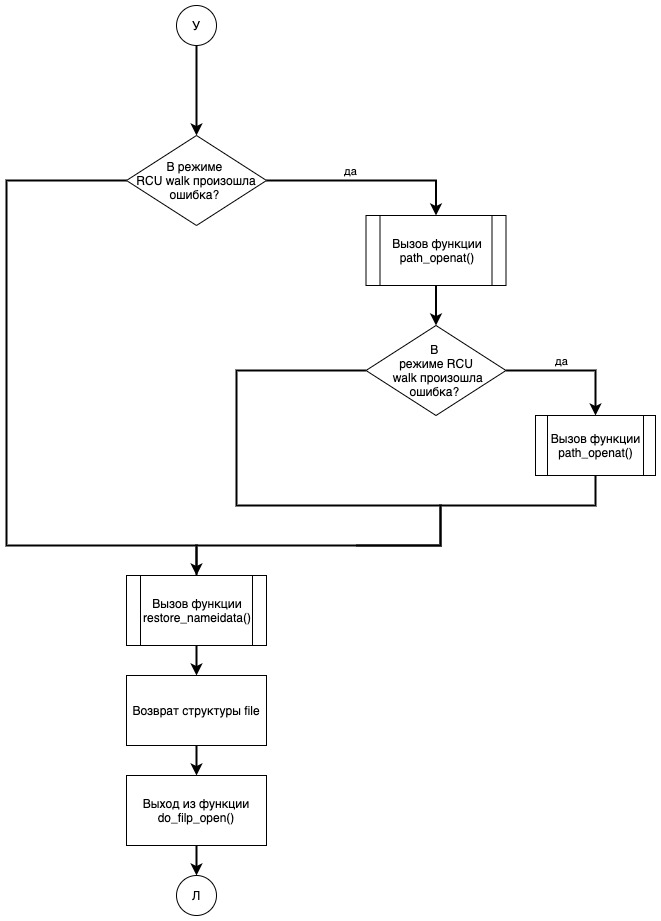 У
В режиме
RCU walk произошла
ошибка?
да
Вызов функции
path_openat()
В
режиме RCU
walk произошла
ошибка?
да
Вызов функции
path_openat()
Вызов функции
restore_nameidata()
Возврат структуры file
Выход из функции
do_filp_open()
Л